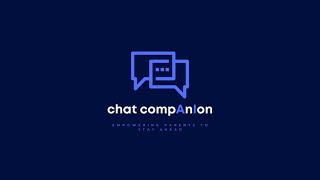 chat compAnIon
EMPOWERING PARENTS TO
STAY AHEAD